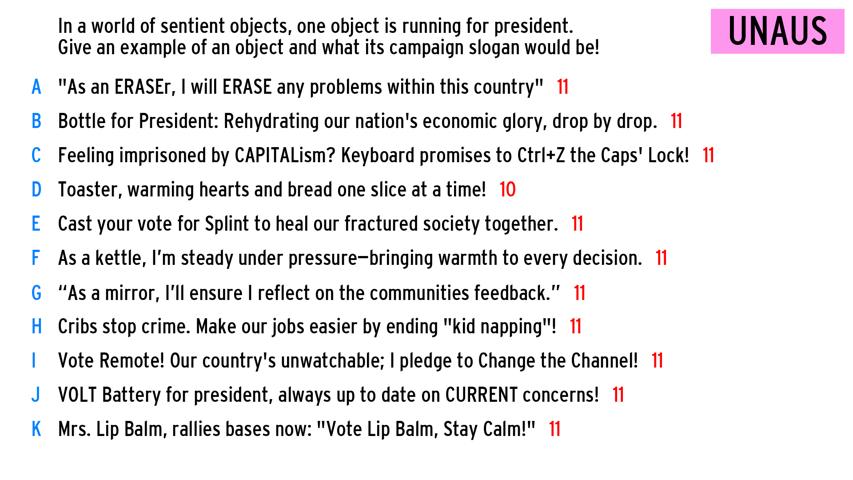 In a world of sentient objects, one object is running for president.
Give an example of an object and what its campaign slogan would be!
UNAUS
A "As an ERASEr, I will ERASE any problems within this country" 11
B Bottle for President: Rehydrating our nation's economic glory, drop by drop. 11
C Feeling imprisoned by CAPITALism? Keyboard promises to Ctrl+Z the Caps' Lock! 11
D Toaster, warming hearts and bread one slice at a time! 10
E Cast your vote for Splint to heal our fractured society together. 11
F As a kettle, I’m steady under pressure—bringing warmth to every decision. 11
G “As a mirror, I’ll ensure I reflect on the communities feedback.” 11
H Cribs stop crime. Make our jobs easier by ending "kid napping"! 11
I Vote Remote! Our country's unwatchable; I pledge to Change the Channel! 11
J VOLT Battery for president, always up to date on CURRENT concerns! 11
K Mrs. Lip Balm, rallies bases now: "Vote Lip Balm, Stay Calm!" 11